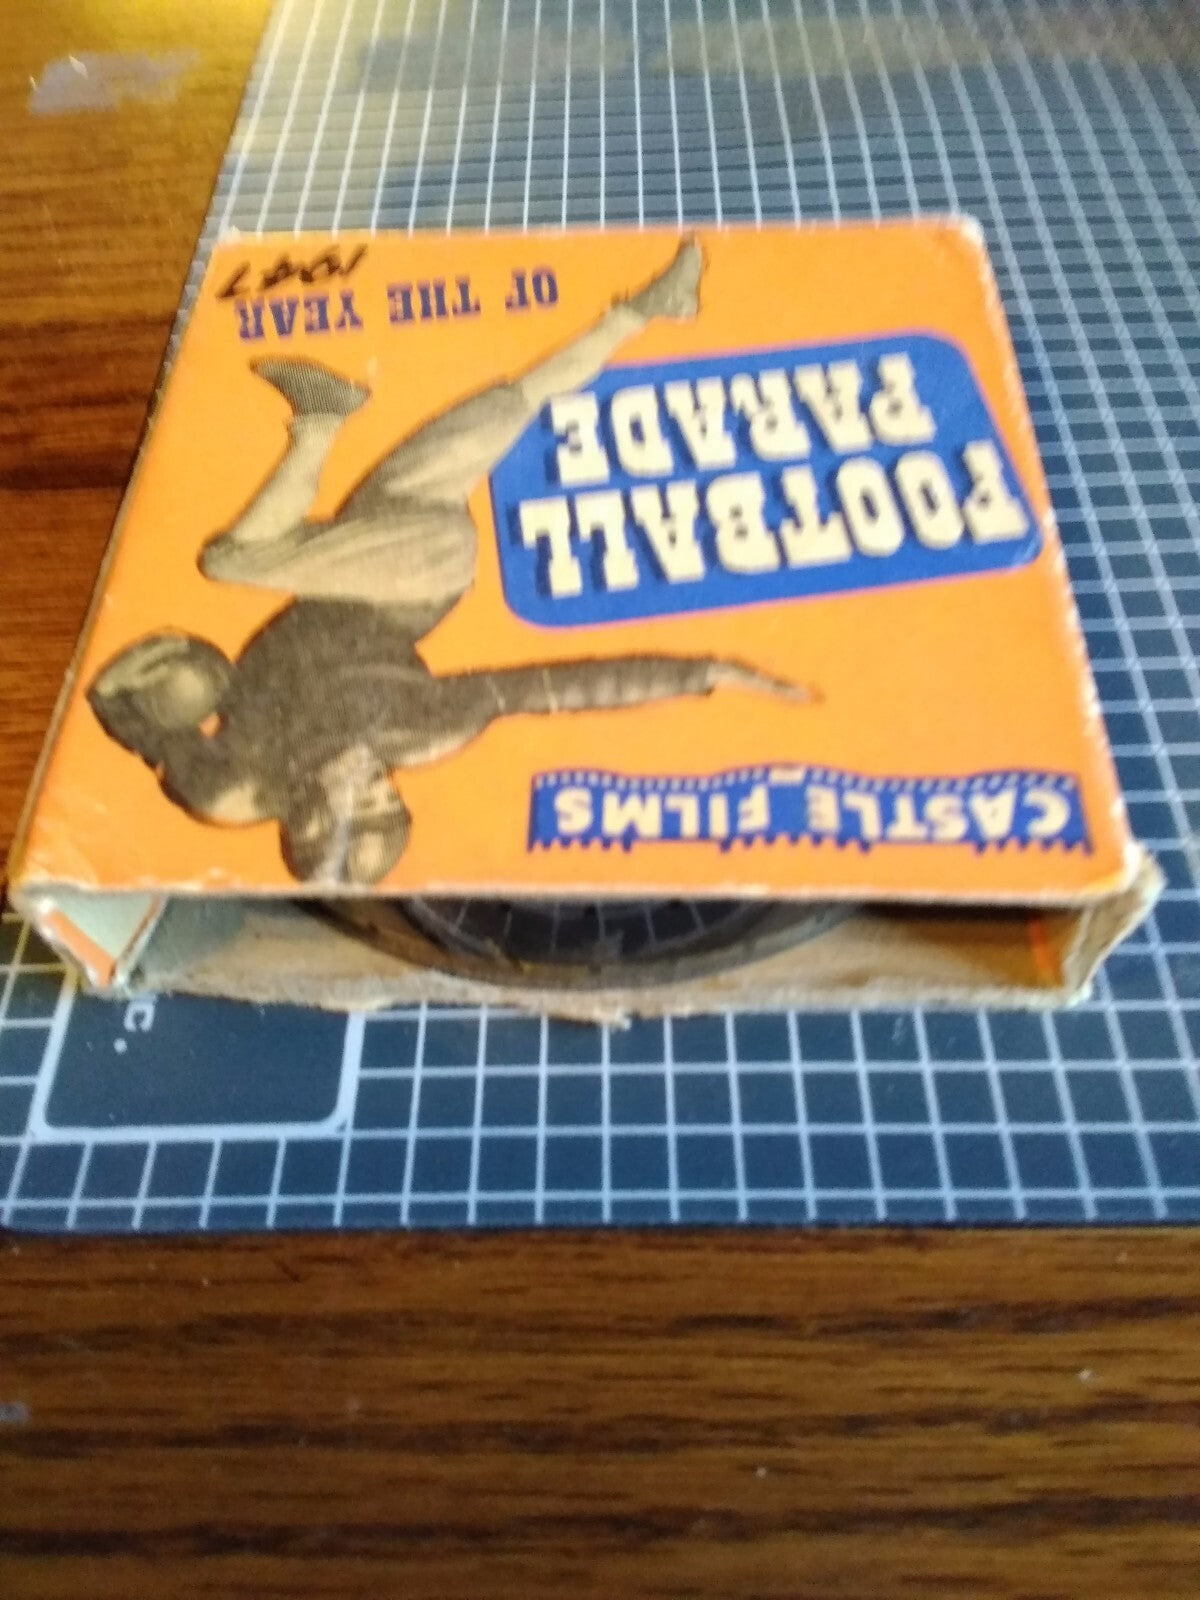 CASTLE FILMS
FOOTBALL
PARADE
OF THE YEAR
1947